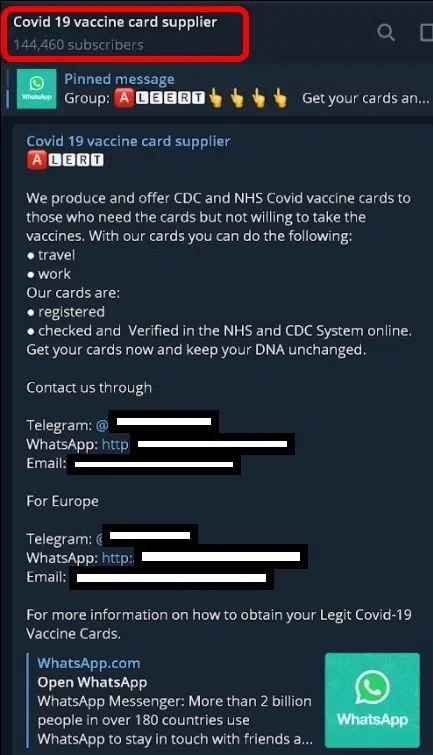 Covid 19 vaccine card supplier
144,460 subscribers
Pinned message
Group: 🅰🅻🅴🅴🆁🆃👆👆👆👆 Get your cards an...
WhatsApp
Covid 19 vaccine card supplier
🅰🅻🅴🆁🆃
We produce and offer CDC and NHS Covid vaccine cards to
those who need the cards but not willing to take the
vaccines. With our cards you can do the following:
● travel
● work
Our cards are:
● registered
● checked and Verified in the NHS and CDC System online.
Get your cards now and keep your DNA unchanged.
Contact us through
Telegram: @
WhatsApp: http
Email:
For Europe
Telegram: @
WhatsApp: http:
Email:
For more information on how to obtain your Legit Covid-19
Vaccine Cards.
WhatsApp.com
Open WhatsApp
WhatsApp Messenger: More than 2 billion
people in over 180 countries use
WhatsApp to stay in touch with friends a...
WhatsApp